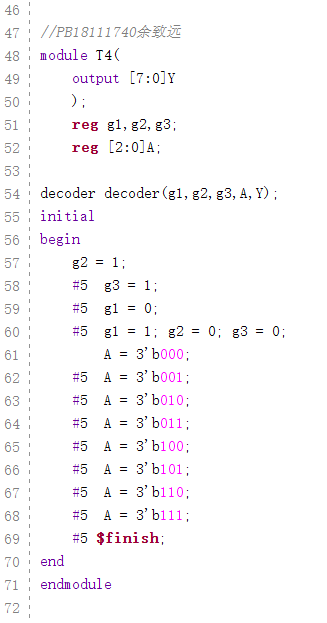 46
47 //PB18111740余致远
48 module T4(
49 output [7:0]Y
50 );
51 reg g1,g2,g3;
52 reg [2:0]A;
53
54 decoder decoder(g1,g2,g3,A,Y);
55 initial
56 begin
57 g2 = 1;
58 #5 g3 = 1;
59 #5 g1 = 0;
60 #5 g1 = 1; g2 = 0; g3 = 0;
61 A = 3'b000;
62 #5 A = 3'b001;
63 #5 A = 3'b010;
64 #5 A = 3'b011;
65 #5 A = 3'b100;
66 #5 A = 3'b101;
67 #5 A = 3'b110;
68 #5 A = 3'b111;
69 #5 $finish;
70 end
71 endmodule
72